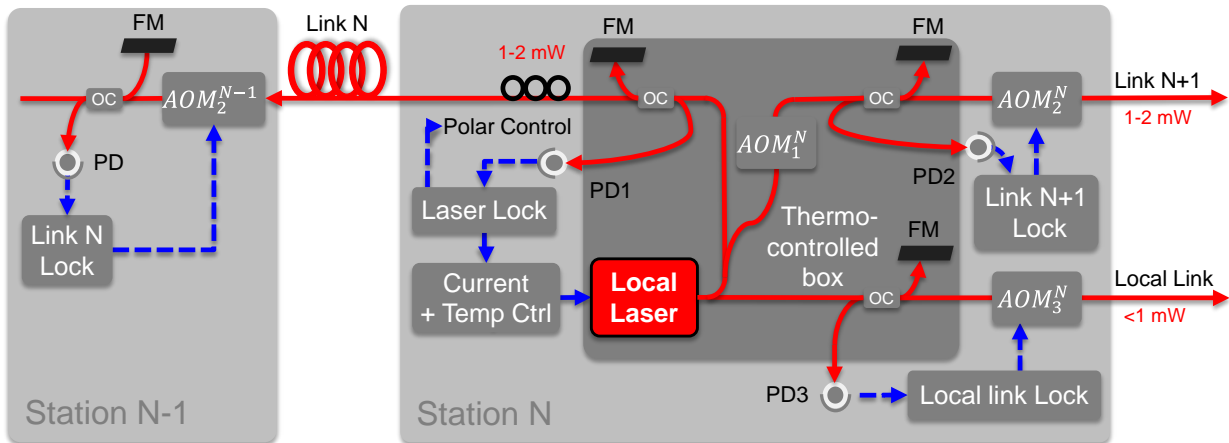 FM
Link N
1-2 mW
FM
FM
OC
$AOM_2^{N-1}$
OC
OC
$AOM_2^N$
Link N+1
1-2 mW
Polar Control
$AOM_1^N$
PD
PD1
PD2
Laser Lock
Link N+1
Lock
Link N
Lock
Thermo-
controlled
box
FM
Current
+ Temp Ctrl
Local
Laser
OC
$AOM_3^N$
Local Link
<1 mW
PD3
Local link Lock
Station N-1
Station N